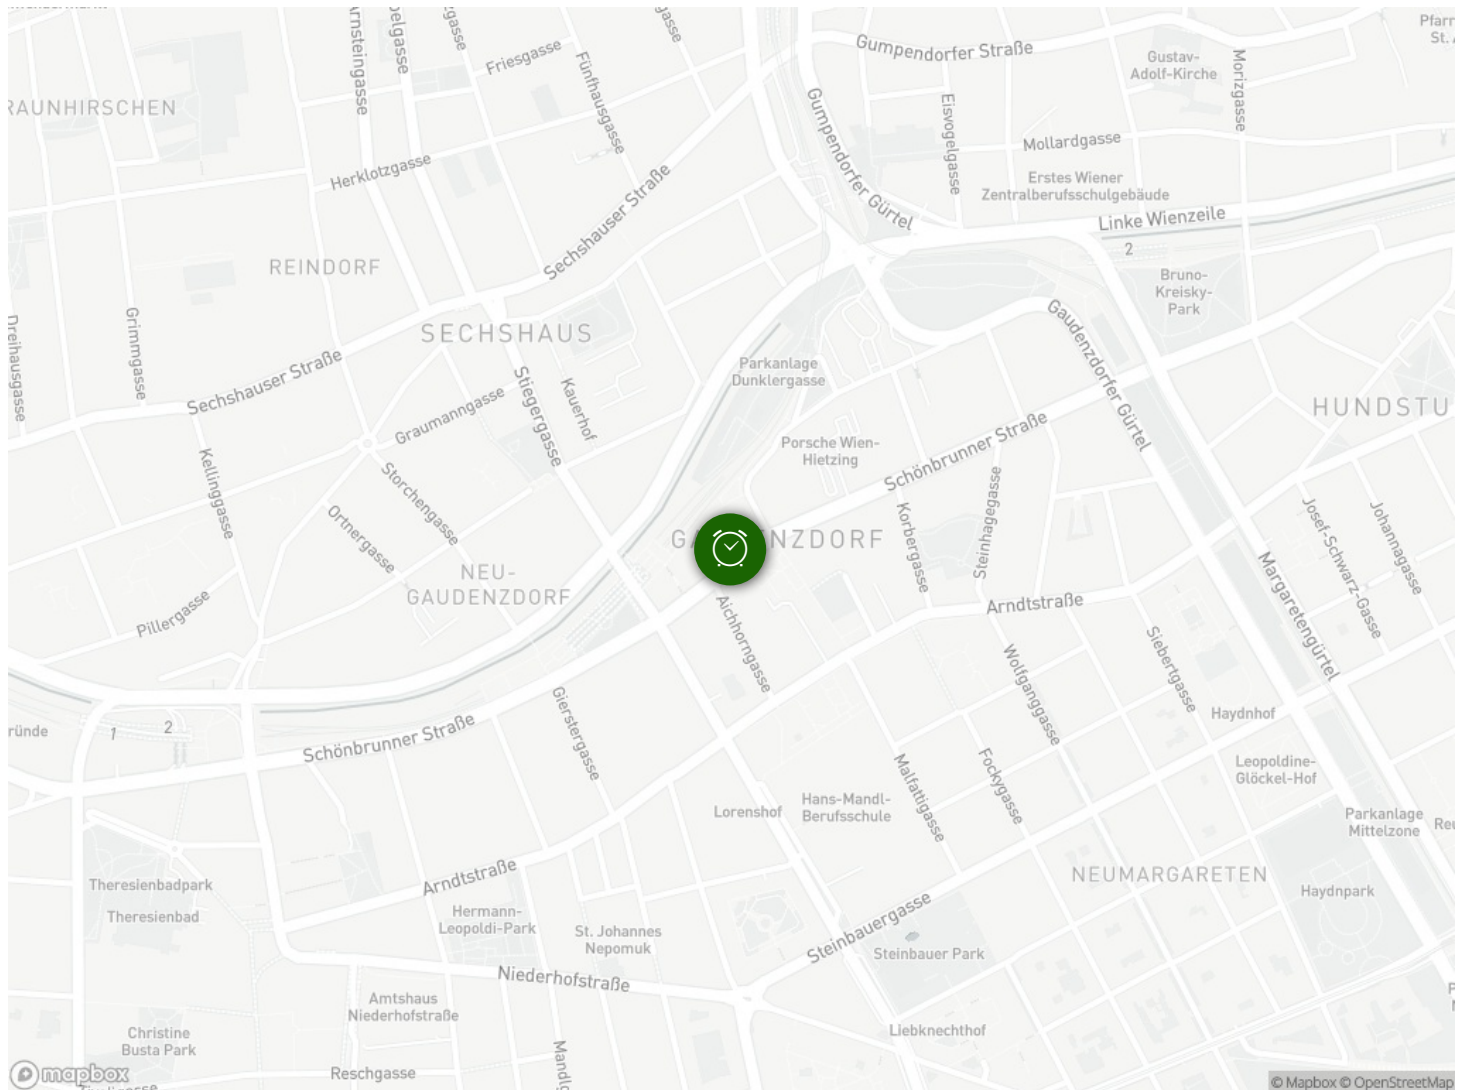 Gumpendorfer Straße
Gustav-
Adolf-Kirche
Morizgasse
Friesgasse
Arnsteingasse
Fünfhausgasse
Gumpendorfer Gürtel
Eisvogelgasse
RAUNHIRSCHEN
Mollardgasse
Herklotzgasse
Erstes Wiener
Zentralberufsschulgebäude
Sechshauser Straße
Linke Wienzeile
2
REINDORF
Bruno-
Kreisky-
Park
Dreihausgasse
Grimmgasse
SECHSHAUS
Gaudenzdorfer Gürtel
Sechshauser Straße
Parkanlage
Dunklergasse
Stiegergasse
Kauerhof
Graumanngasse
HUNDSTU
Porsche Wien-
Hietzing
Schönbrunner Straße
Kellinggasse
Storchengasse
Ortnergasse
Korbergasse
Steinhagegasse
Josef-Schwarz-Gasse
Johannagasse
NEU-
GAUDENZDORF
Pillergasse
Aichhorngasse
Arndtstraße
Margaretengürtel
Wolfganggasse
Siebertgasse
Haydnhof
ründe
1
2
Schönbrunner Straße
Gierstergasse
Malfattigasse
Fockygasse
Leopoldine-
Glöckel-Hof
Lorenshof
Hans-Mandl-
Berufsschule
Parkanlage
Mittelzone
Arndtstraße
Theresienbadpark
Theresienbad
NEUMARGARETEN
Haydnpark
Hermann-
Leopoldi-Park
St. Johannes
Nepomuk
Steinbauergasse
Steinbauer Park
Niederhofstraße
Amtshaus
Niederhofstraße
Christine
Busta Park
Liebknechthof
Reschgasse
mapbox
© Mapbox © OpenStreetMap